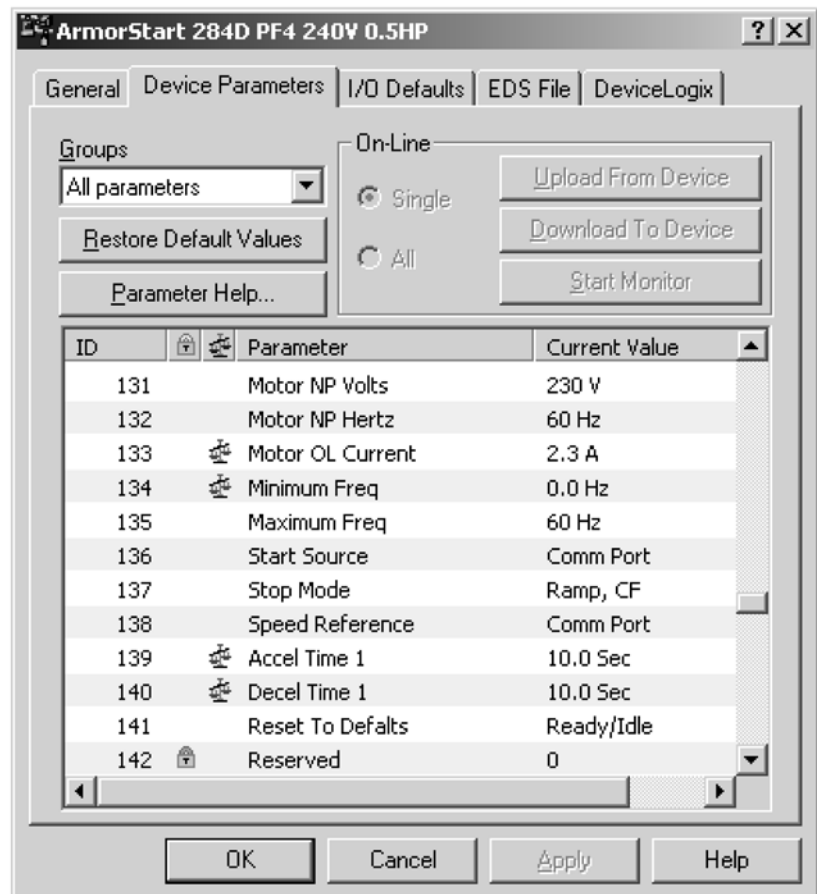 ArmorStart 284D PF4 240V 0.5HP
General Device Parameters I/O Defaults EDS File DeviceLogix
Groups
All parameters
Restore Default Values
Parameter Help...
On-Line
Single
All
Upload From Device
Download To Device
Start Monitor
ID Parameter Current Value
131 Motor NP Volts 230 V
132 Motor NP Hertz 60 Hz
133 Motor OL Current 2.3 A
134 Minimum Freq 0.0 Hz
135 Maximum Freq 60 Hz
136 Start Source Comm Port
137 Stop Mode Ramp, CF
138 Speed Reference Comm Port
139 Accel Time 1 10.0 Sec
140 Decel Time 1 10.0 Sec
141 Reset To Defalts Ready/Idle
142 Reserved 0
OK Cancel Apply Help